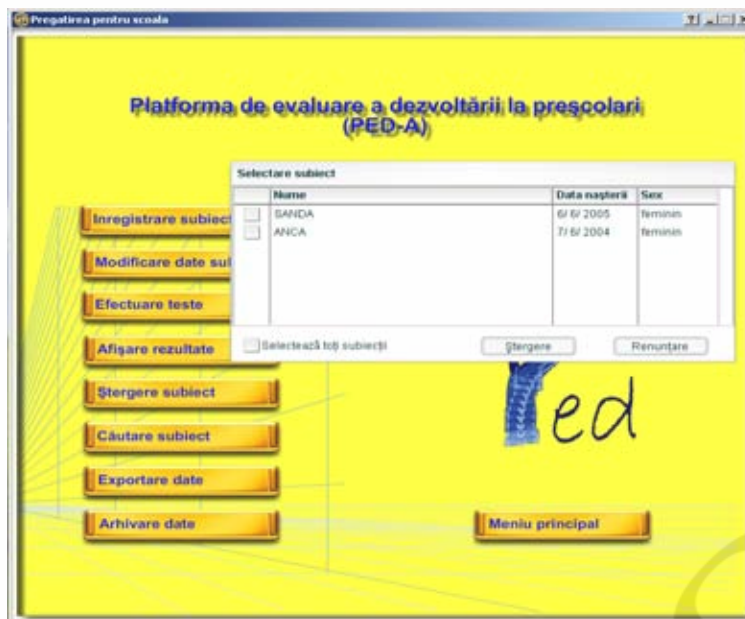 Pregatirea pentru scoala
Platforma de evaluare a dezvoltării la preşcolari
(PED-A)
Selectare subiect
Nume Data naşterii Sex
SANDA 6/ 6/ 2005 feminin
ANCA 7/ 6/ 2004 feminin
Selectează toţi subiecţii
Ştergere Renunţare
Inregistrare subiect
Modificare date su
Efectuare teste
Afişare rezultate
Ştergere subiect
Căutare subiect
Exportare date
Arhivare date
ed
Meniu principal